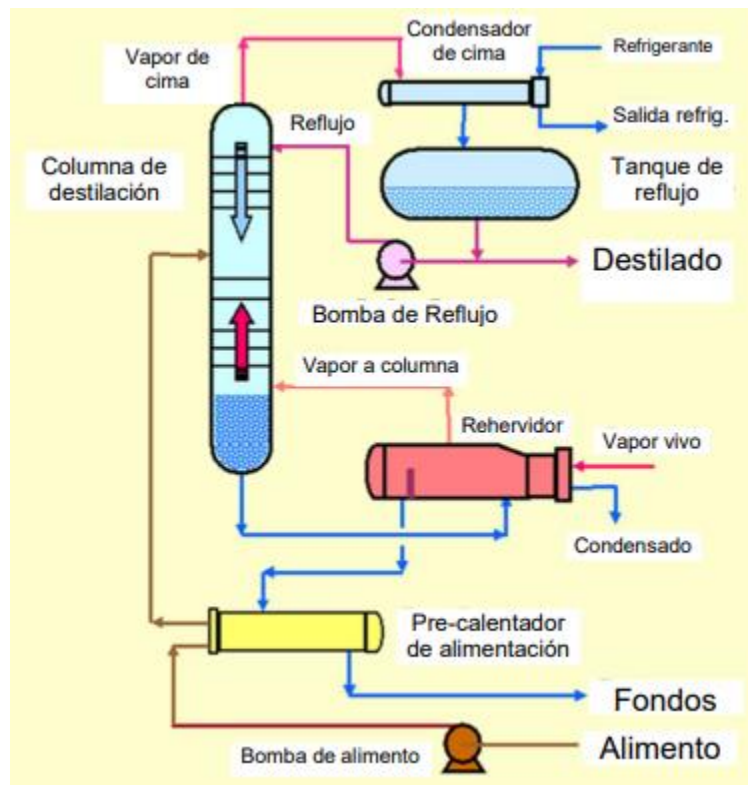 Condensador
de cima
Refrigerante
Vapor de
cima
Salida refrig.
Reflujo
Columna de
destilación
Tanque de
reflujo
Destilado
Bomba de Reflujo
Vapor a columna
Rehervidor
Vapor vivo
Condensado
Pre-calentador
de alimentación
Fondos
Alimento
Bomba de alimento